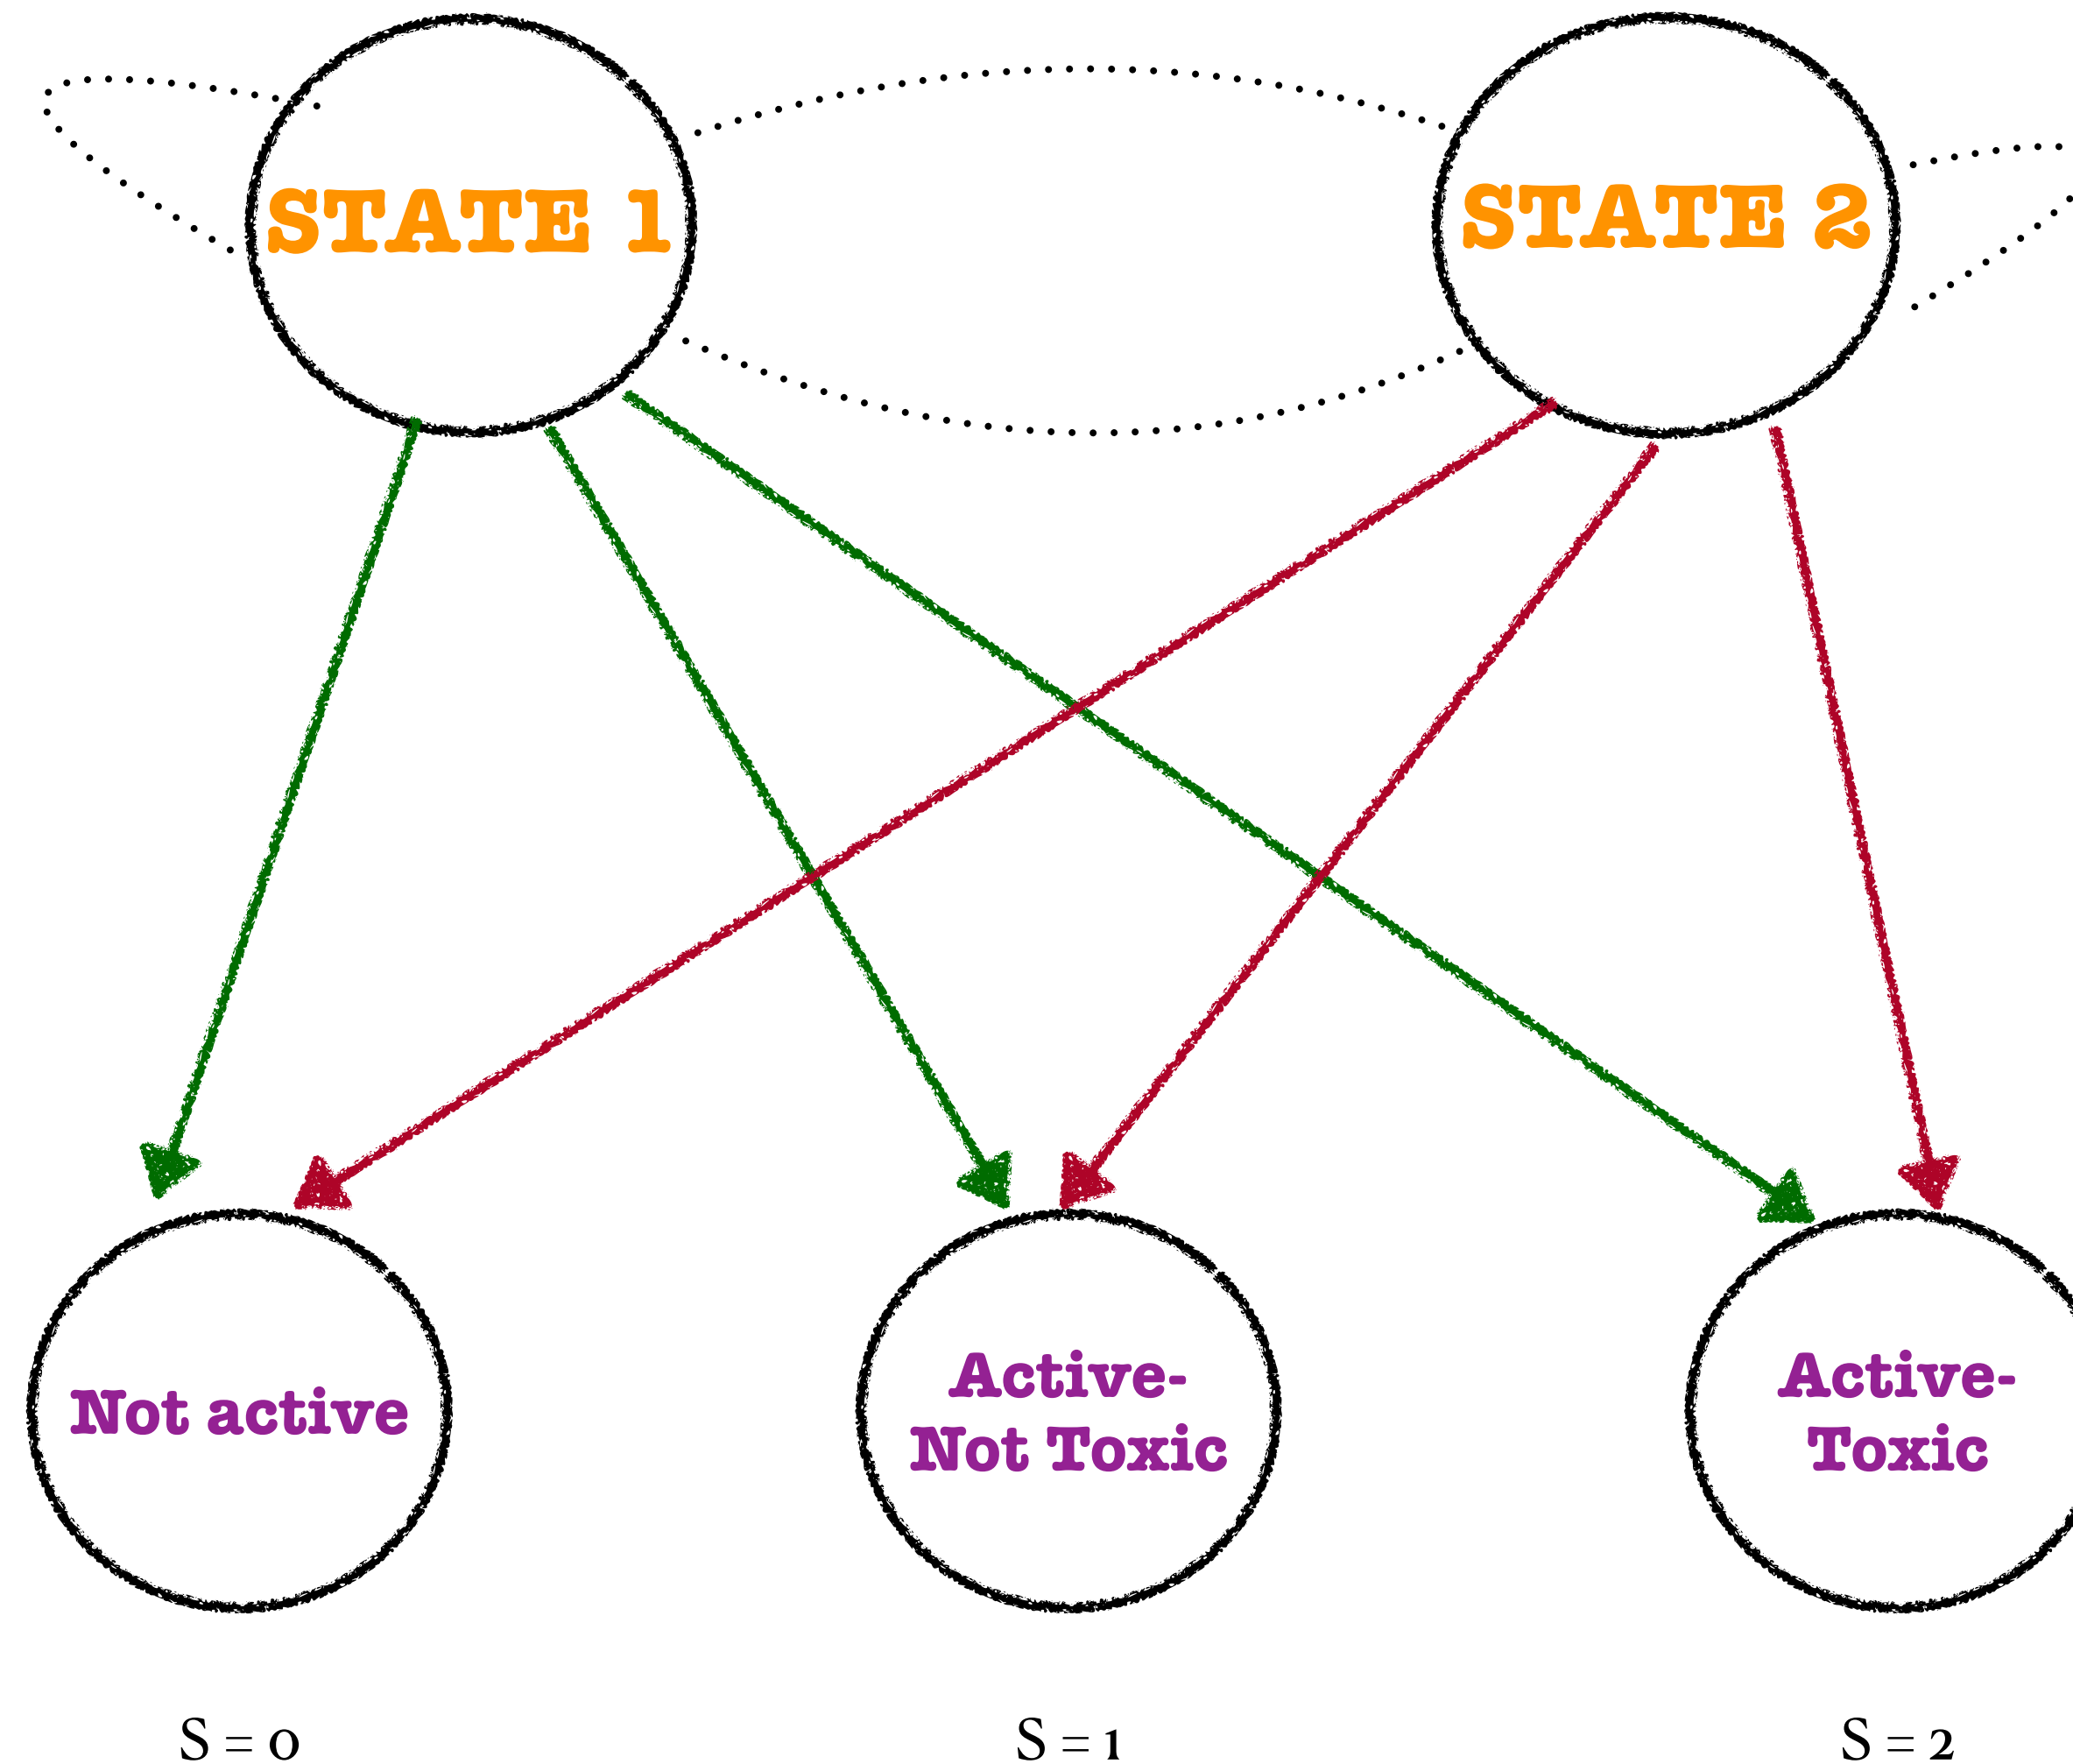 STATE 1
STATE 2
Not active
Active-
Not Toxic
Active-
Toxic
S = 0
S = 1
S = 2